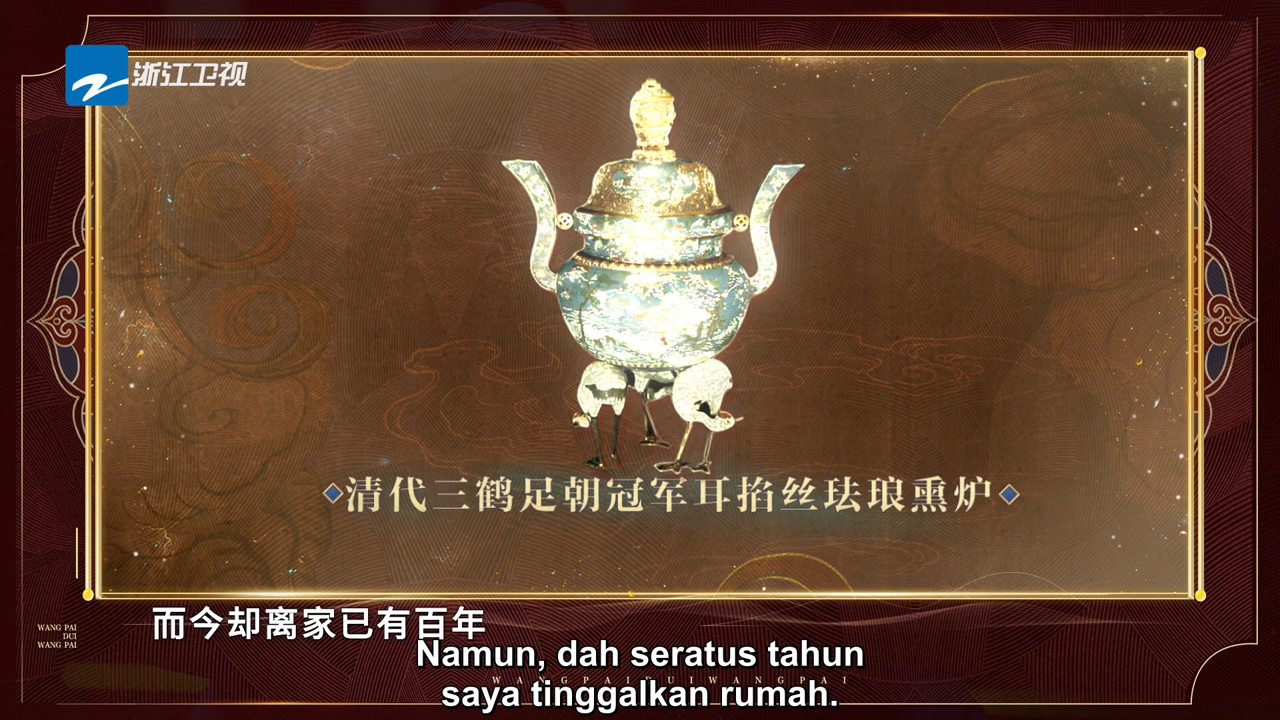 浙江卫视
清代三鹤足朝冠军耳掐丝珐琅熏炉
WANG PAI
DUI
WANG PAI
而今却离家已有百年
Namun, dah seratus tahun
WANGPAIDUIWANGPAI
saya tinggalkan rumah.